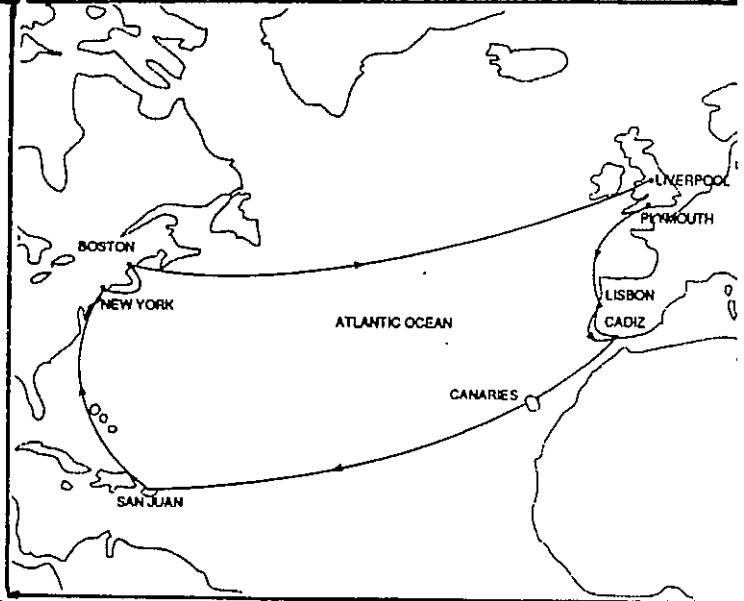 LIVERPOOL
PLYMOUTH
BOSTON
LISBON
NEW YORK
CADIZ
ATLANTIC OCEAN
CANARIES
SAN JUAN